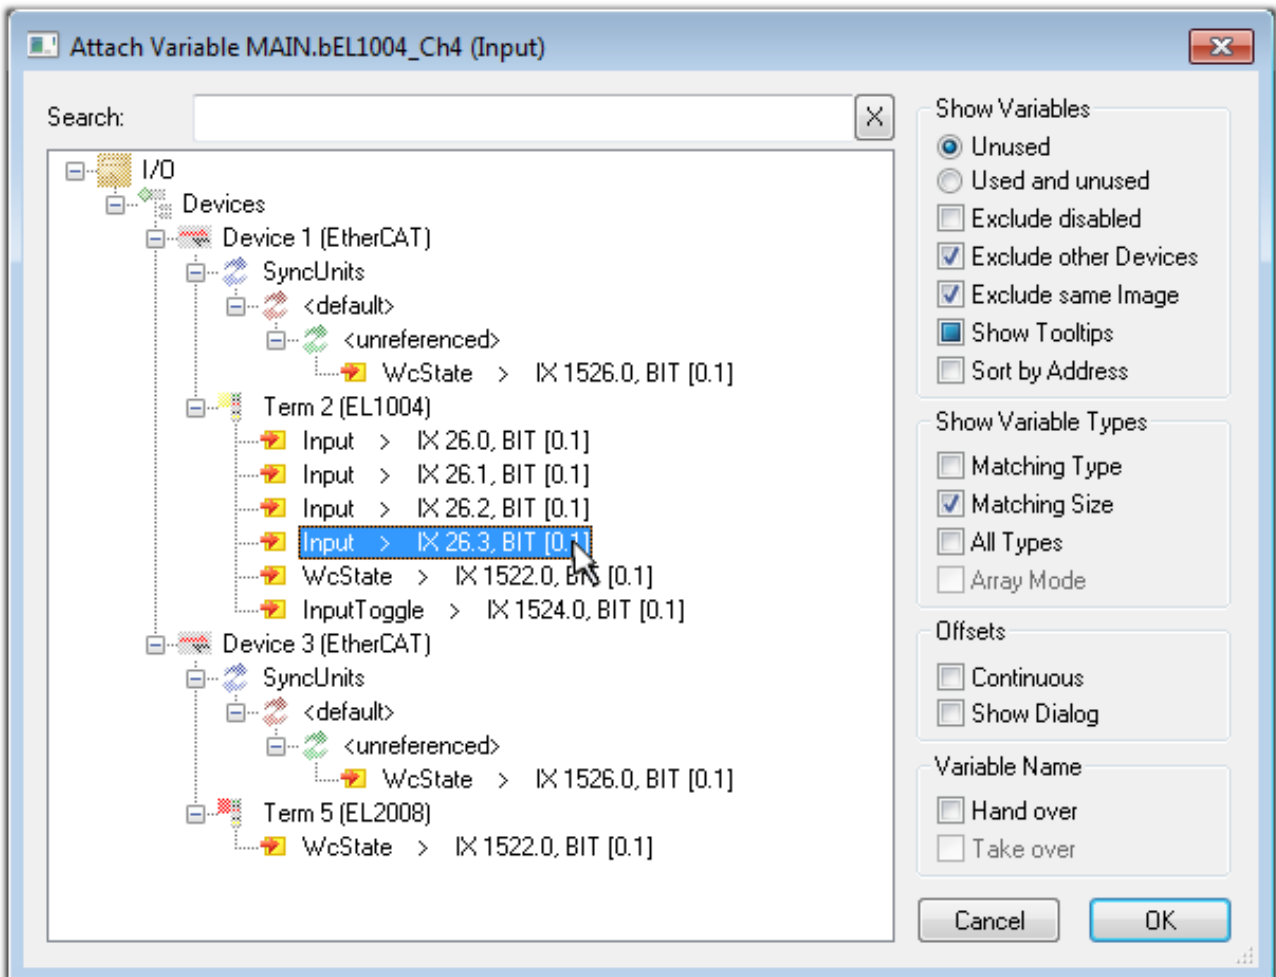 Attach Variable MAIN.bEL1004_Ch4 (Input)
Search:
X
I/O
Devices
Device 1 (EtherCAT)
SyncUnits
<default>
<unreferenced>
WcState > IX 1526.0, BIT [0.1]
Term 2 (EL1004)
Input > IX 26.0, BIT [0.1]
Input > IX 26.1, BIT [0.1]
Input > IX 26.2, BIT [0.1]
Input > IX 26.3, BIT [0.1]
WcState > IX 1522.0, BIT [0.1]
InputToggle > IX 1524.0, BIT [0.1]
Device 3 (EtherCAT)
SyncUnits
<default>
<unreferenced>
WcState > IX 1526.0, BIT [0.1]
Term 5 (EL2008)
WcState > IX 1522.0, BIT [0.1]
Show Variables
Unused
Used and unused
Exclude disabled
Exclude other Devices
Exclude same Image
Show Tooltips
Sort by Address
Show Variable Types
Matching Type
Matching Size
All Types
Array Mode
Offsets
Continuous
Show Dialog
Variable Name
Hand over
Take over
Cancel
OK